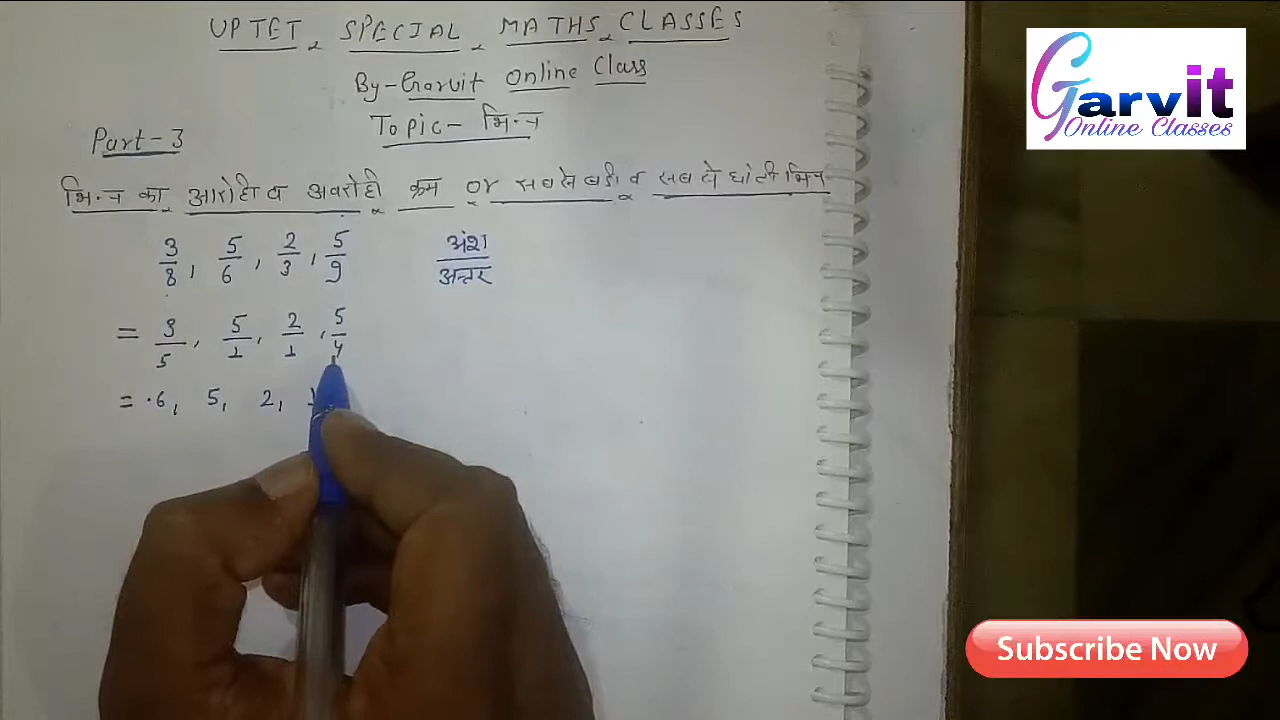 UPTET SPECIAL MATHS CLASSES
By-Garvit Online Class
Topic- भिन्न
Part-3
भिन्न का आरोही व अवरोही क्रम or सबसे बडी व सबसे छोटी भिन्न
3/8, 5/6, 2/3, 5/9 अंश/अन्तर
= 3/5, 5/1, 2/1, 5/4
= .6, 5, 2, 1
Garvit
Online Classes
Subscribe Now